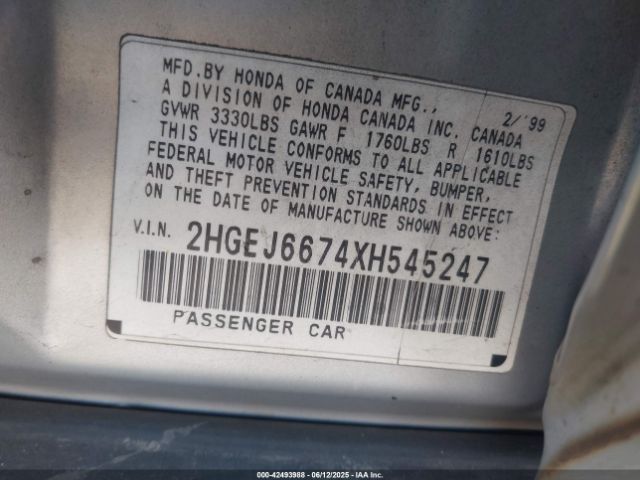 MFD.BY HONDA OF CANADA MFG., 2/'99
A DIVISION OF HONDA CANADA INC. CANADA
GVWR 3330LBS GAWR F 1760LBS R 1610LBS
THIS VEHICLE CONFORMS TO ALL APPLICABLE
FEDERAL MOTOR VEHICLE SAFETY, BUMPER,
AND THEFT PREVENTION STANDARDS IN EFFECT
ON THE DATE OF MANUFACTURE SHOWN ABOVE:
V.I.N. 2HGEJ6674XH545247
PASSENGER CAR
000-42493988 - 06/12/2025 - IAA Inc.